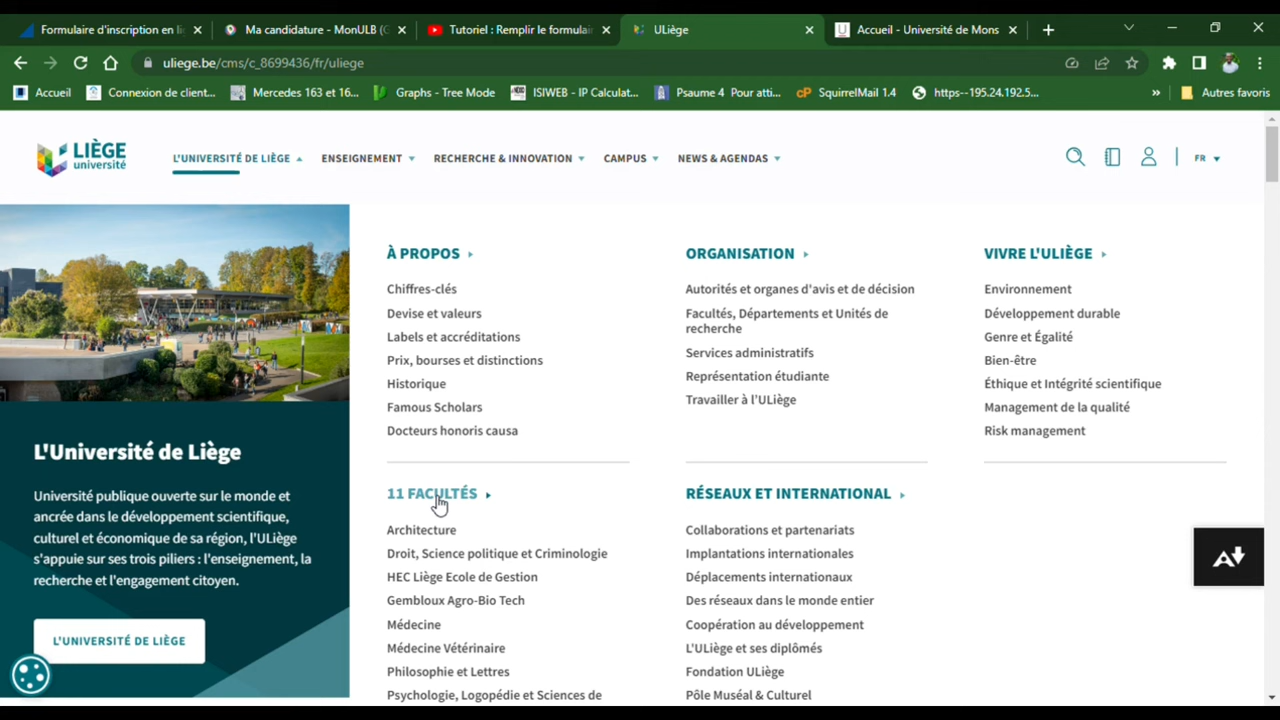 Formulaire d'inscription en li
Ma candidature - MonULB (G
Tutoriel : Remplir le formulair
ULiège
Accueil - Université de Mons
uliege.be/cms/c_8699436/fr/uliege
Accueil
Connexion de client...
Mercedes 163 et 16...
Graphs - Tree Mode
ISIWEB - IP Calculat...
Psaume 4 Pour atti...
cP SquirrelMail 1.4
https--195.24.192.5...
»
Autres favoris
LIÈGE
université
L'UNIVERSITÉ DE LIÈGE
ENSEIGNEMENT
RECHERCHE & INNOVATION
CAMPUS
NEWS & AGENDAS
FR
À PROPOS
Chiffres-clés
Devise et valeurs
Labels et accréditations
Prix, bourses et distinctions
Historique
Famous Scholars
Docteurs honoris causa
ORGANISATION
Autorités et organes d'avis et de décision
Facultés, Départements et Unités de
recherche
Services administratifs
Représentation étudiante
Travailler à l'ULiège
VIVRE L'ULIÈGE
Environnement
Développement durable
Genre et Égalité
Bien-être
Éthique et Intégrité scientifique
Management de la qualité
Risk management
L'Université de Liège
Université publique ouverte sur le monde et
ancrée dans le développement scientifique,
culturel et économique de sa région, l'ULiège
s'appuie sur ses trois piliers : l'enseignement, la
recherche et l'engagement citoyen.
L'UNIVERSITÉ DE LIÈGE
11 FACULTÉS
Architecture
Droit, Science politique et Criminologie
HEC Liège Ecole de Gestion
Gembloux Agro-Bio Tech
Médecine
Médecine Vétérinaire
Philosophie et Lettres
Psychologie, Logopédie et Sciences de
RÉSEAUX ET INTERNATIONAL
Collaborations et partenariats
Implantations internationales
Déplacements internationaux
Des réseaux dans le monde entier
Coopération au développement
L'ULiège et ses diplômés
Fondation ULiège
Pôle Muséal & Culturel